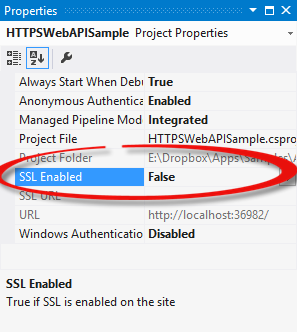 Properties
HTTPSWebAPISample Project Properties
Always Start When Debu True
Anonymous Authentica Enabled
Managed Pipeline Mod Integrated
Project File HTTPSWebAPISample.cspro
Project Folder E:\Dropbox\Apps\Samples\A
SSL Enabled False
SSL URL
URL http://localhost:36982/
Windows Authenticatio Disabled
SSL Enabled
True if SSL is enabled on the site